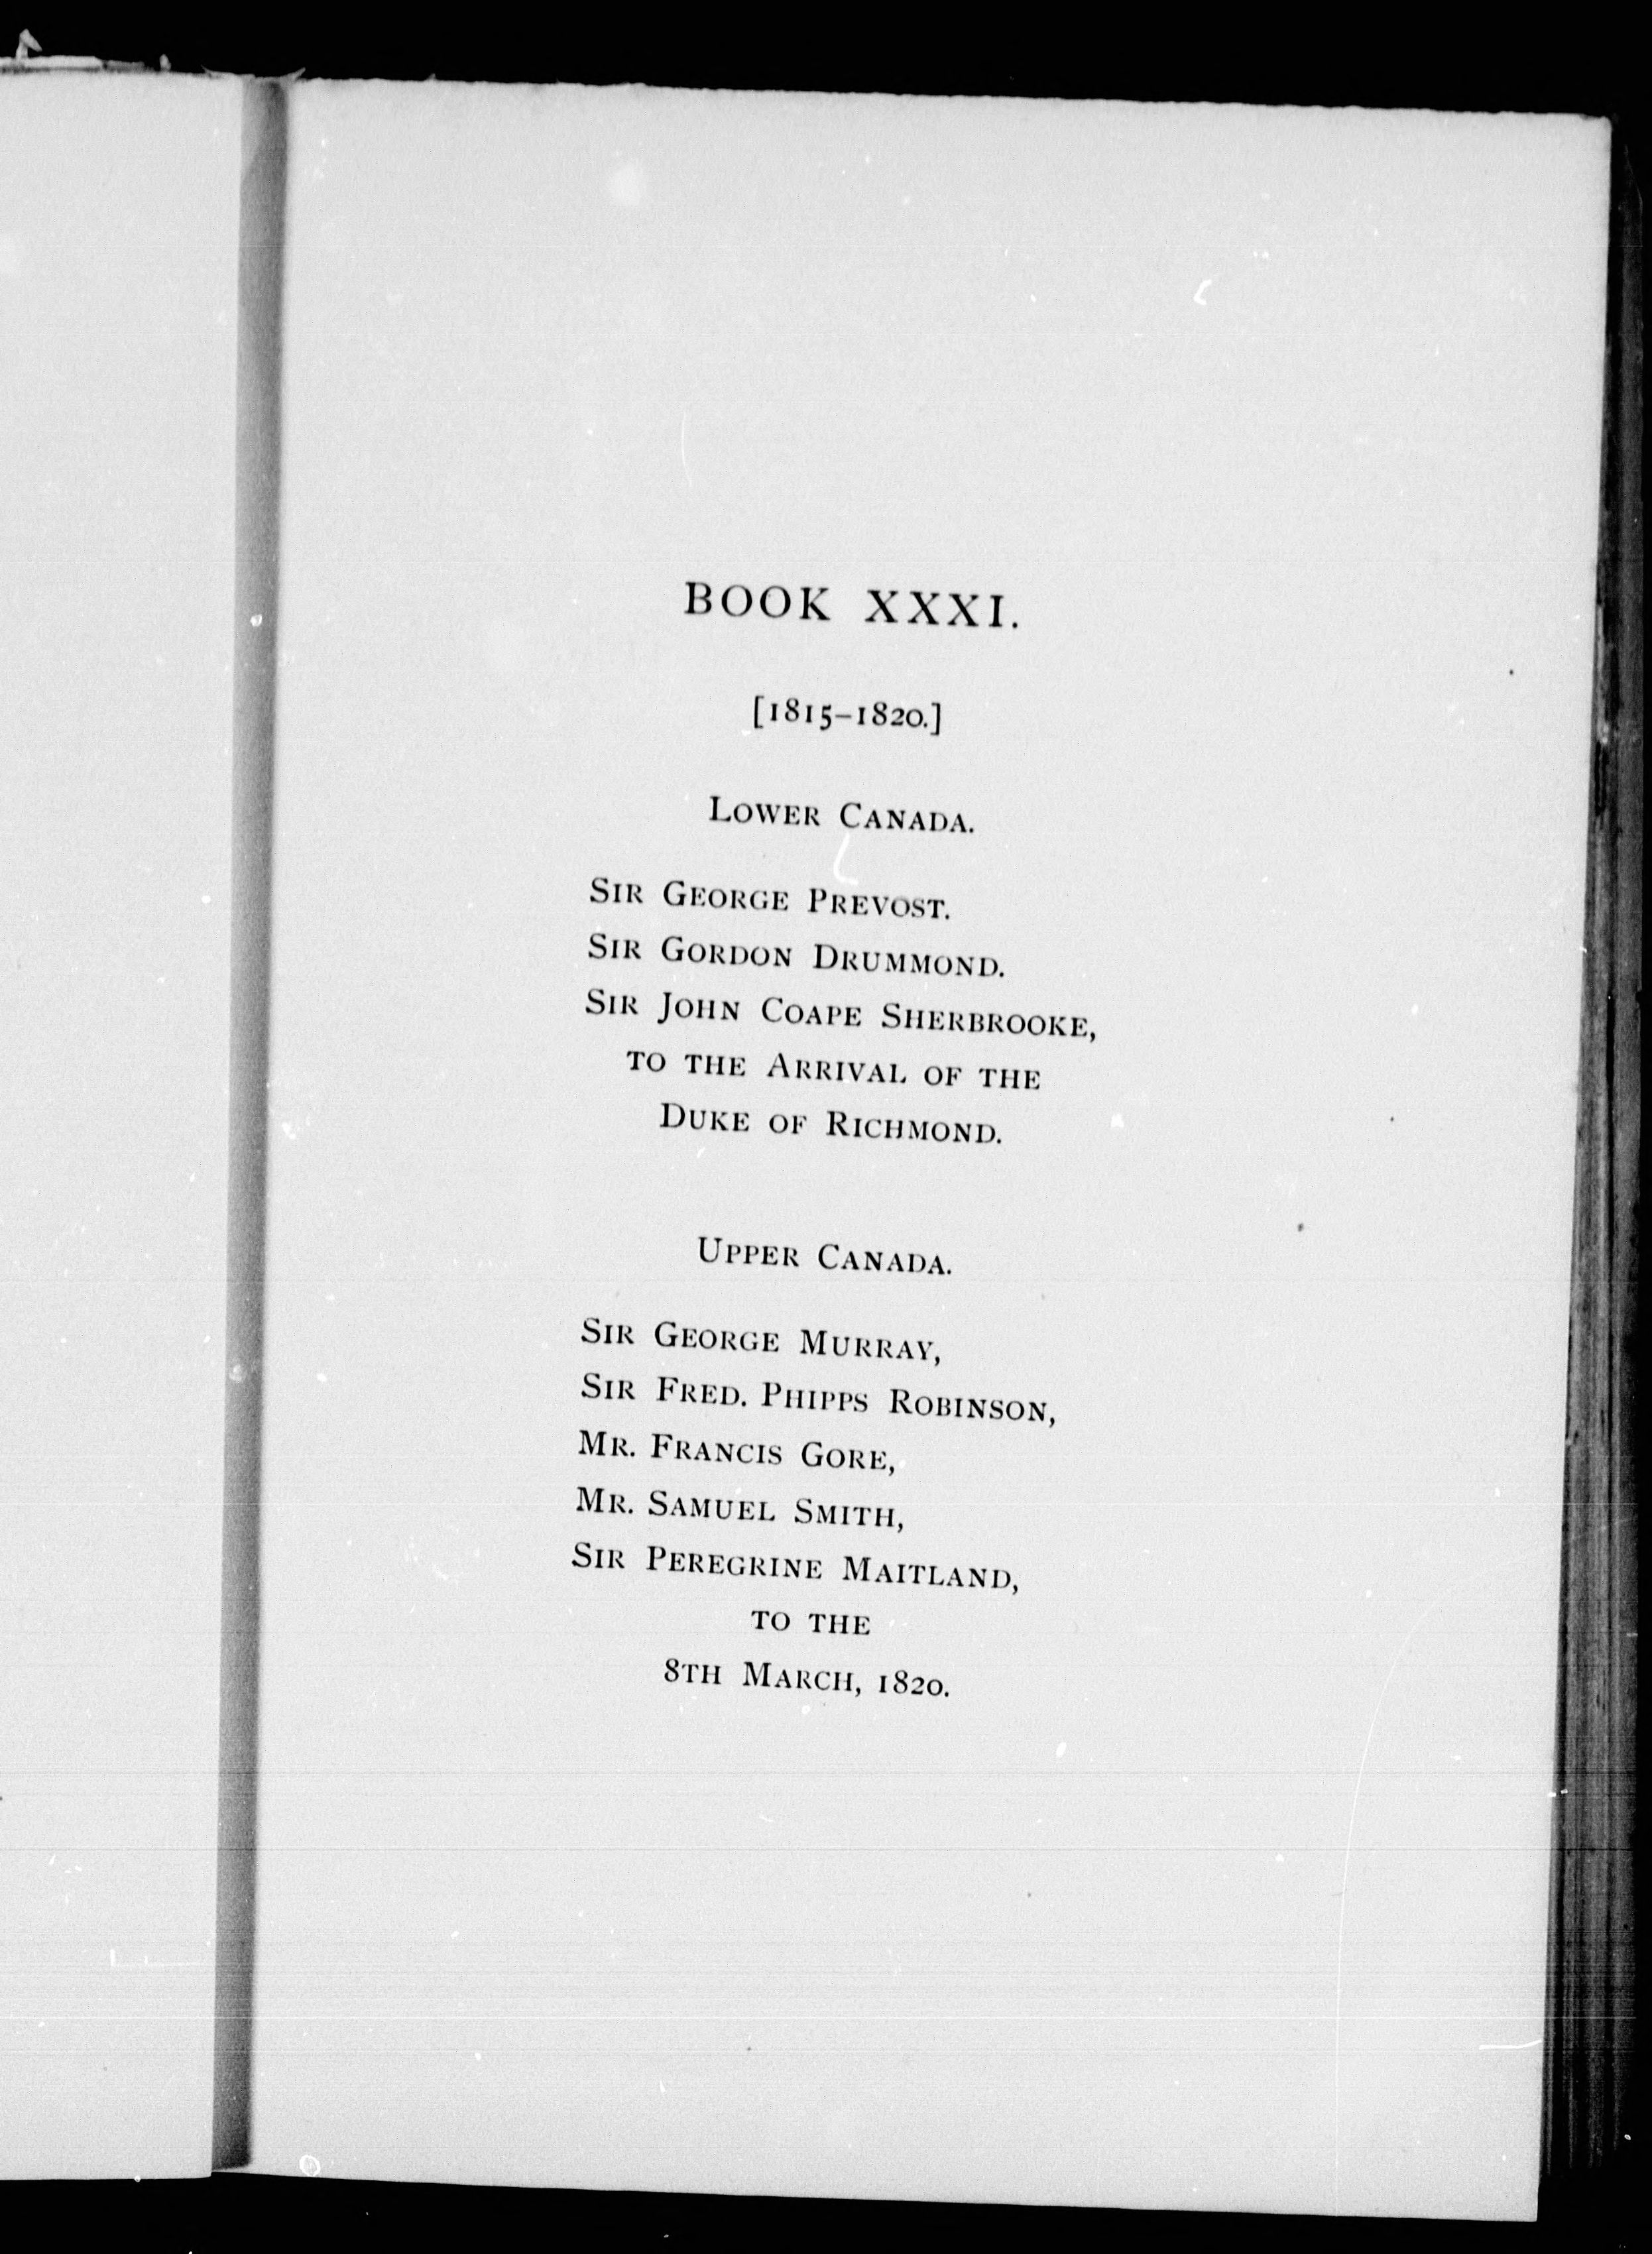 BOOK XXXI.
[1815–1820.]
LOWER CANADA.
SIR GEORGE PREVOST.
SIR GORDON DRUMMOND.
SIR JOHN COAPE SHERBROOKE,
TO THE ARRIVAL OF THE
DUKE OF RICHMOND.
UPPER CANADA.
SIR GEORGE MURRAY,
SIR FRED. PHIPPS ROBINSON,
MR. FRANCIS GORE,
MR. SAMUEL SMITH,
SIR PEREGRINE MAITLAND,
TO THE
8TH MARCH, 1820.